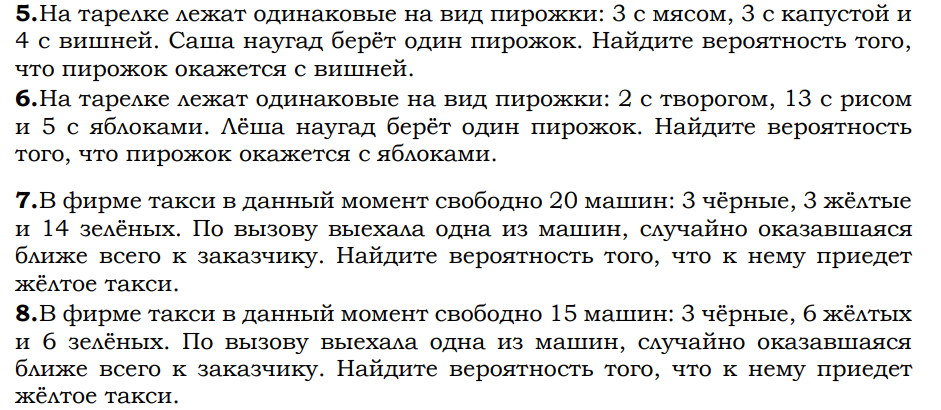 5.На тарелке лежат одинаковые на вид пирожки: 3 с мясом, 3 с капустой и
4 с вишней. Саша наугад берёт один пирожок. Найдите вероятность того,
что пирожок окажется с вишней.
6.На тарелке лежат одинаковые на вид пирожки: 2 с творогом, 13 с рисом
и 5 с яблоками. Лёша наугад берёт один пирожок. Найдите вероятность
того, что пирожок окажется с яблоками.
7.В фирме такси в данный момент свободно 20 машин: 3 чёрные, 3 жёлтые
и 14 зелёных. По вызову выехала одна из машин, случайно оказавшаяся
ближе всего к заказчику. Найдите вероятность того, что к нему приедет
жёлтое такси.
8.В фирме такси в данный момент свободно 15 машин: 3 чёрные, 6 жёлтых
и 6 зелёных. По вызову выехала одна из машин, случайно оказавшаяся
ближе всего к заказчику. Найдите вероятность того, что к нему приедет
жёлтое такси.